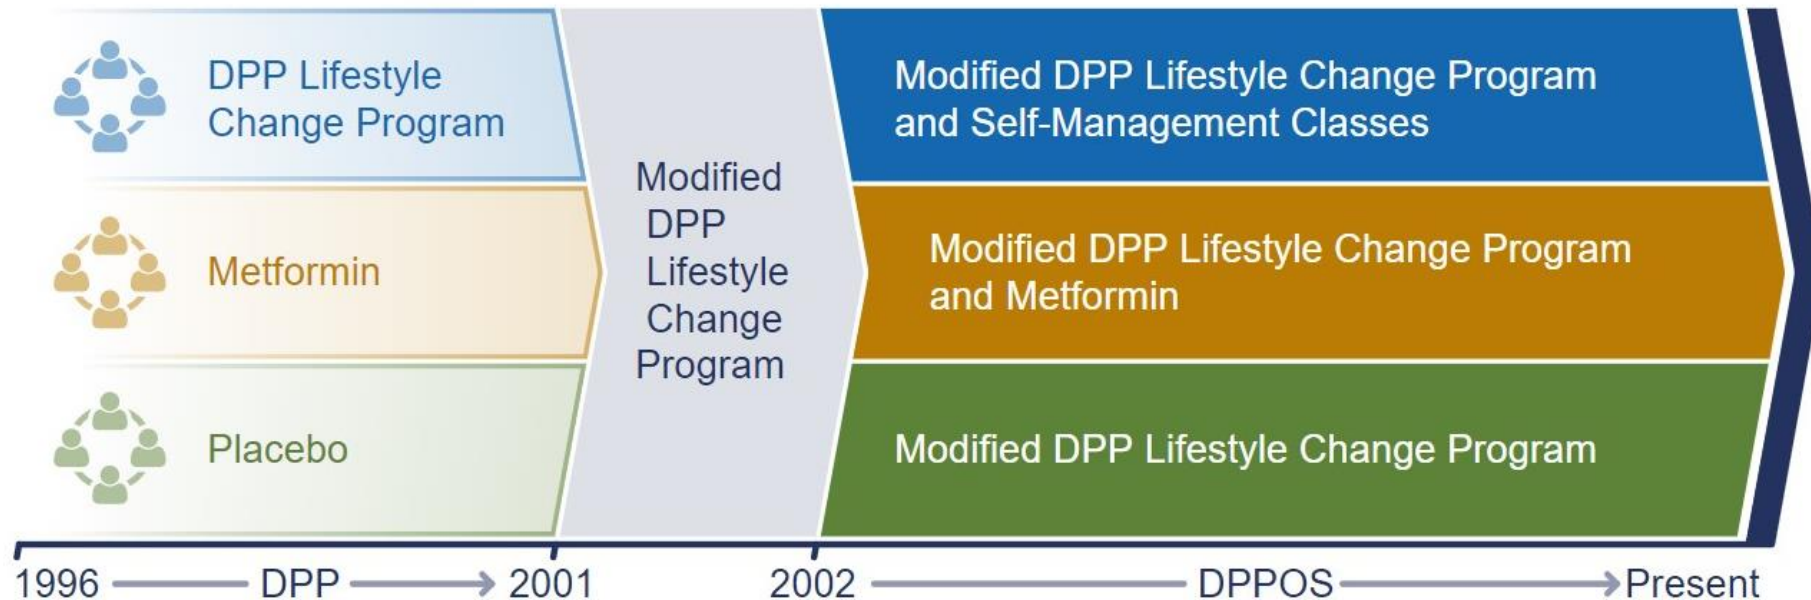 DPP Lifestyle
Change Program
Metformin
Placebo
Modified
DPP
Lifestyle
Change
Program
Modified DPP Lifestyle Change Program
and Self-Management Classes
Modified DPP Lifestyle Change Program
and Metformin
Modified DPP Lifestyle Change Program
1996 DPP 2001 2002 DPPOS Present